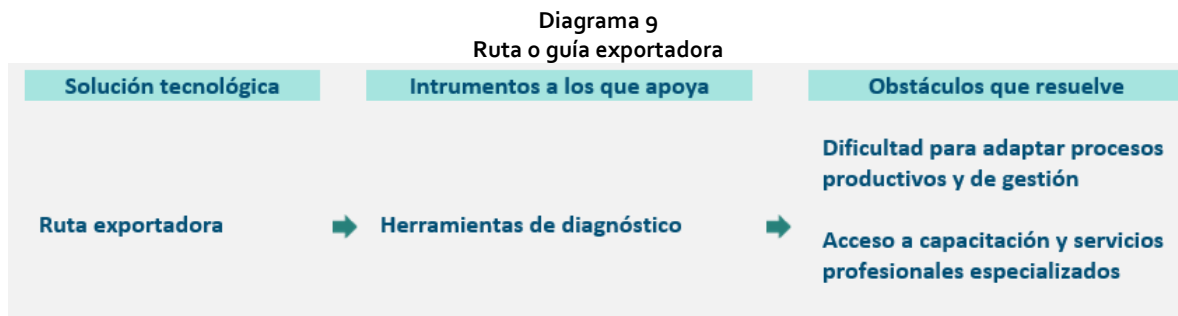 Diagrama 9
Ruta o guía exportadora
Solución tecnológica
Intrumentos a los que apoya
Obstáculos que resuelve
Ruta exportadora
Herramientas de diagnóstico
Dificultad para adaptar procesos
productivos y de gestión
Acceso a capacitación y servicios
profesionales especializados